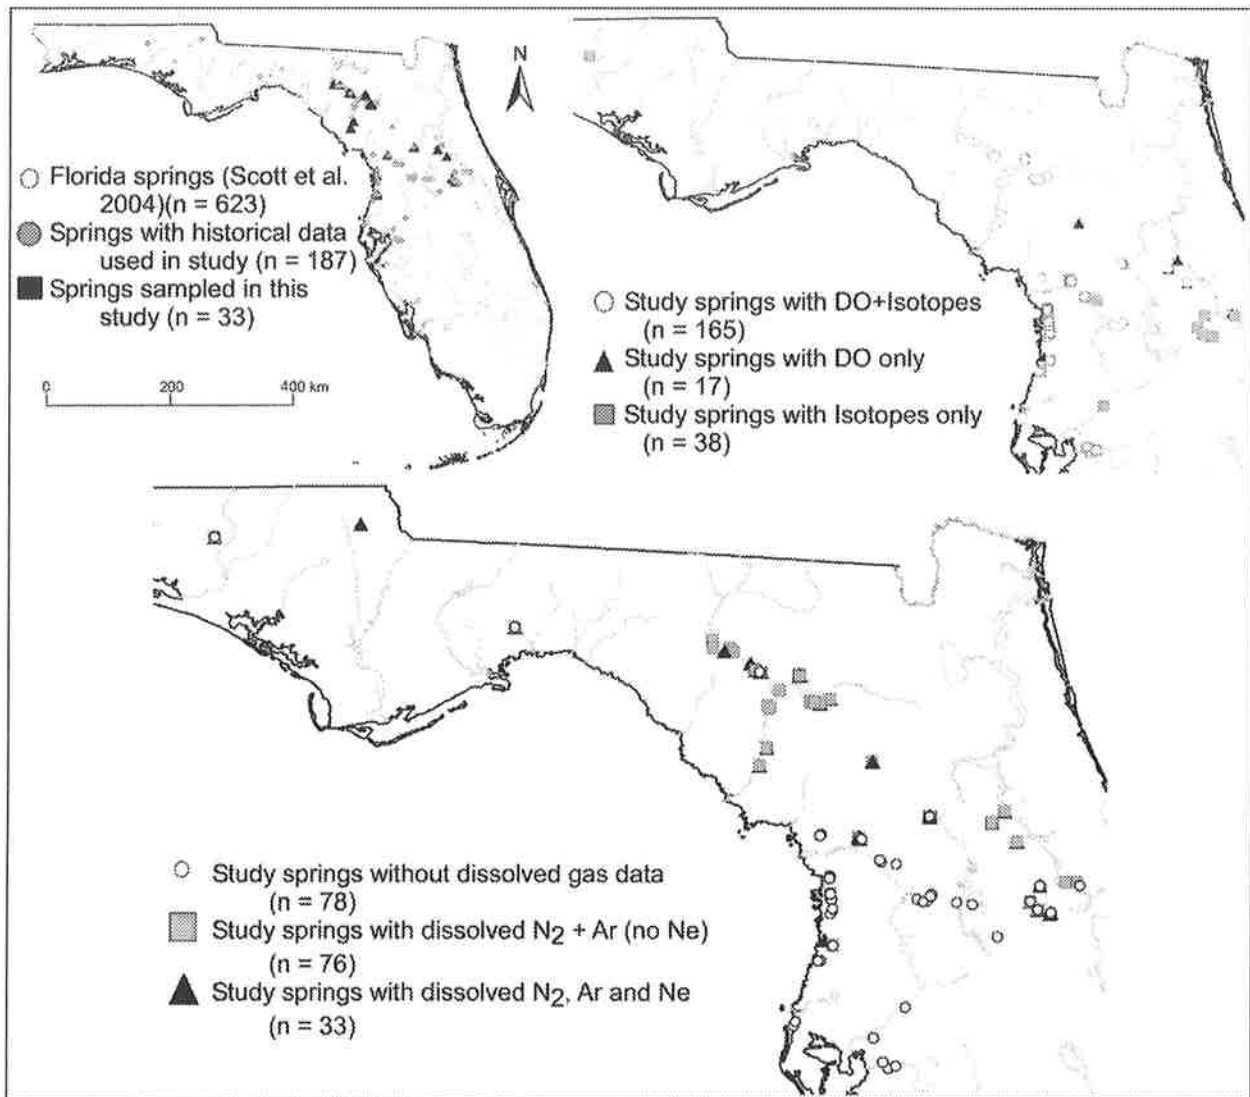 N
Florida springs (Scott et al.
2004)(n = 623)
Springs with historical data
used in study (n = 187)
Springs sampled in this
study (n = 33)
0 200 400 km
Study springs with DO+Isotopes
(n = 165)
Study springs with DO only
(n = 17)
Study springs with Isotopes only
(n = 38)
Study springs without dissolved gas data
(n = 78)
Study springs with dissolved N2 + Ar (no Ne)
(n = 76)
Study springs with dissolved N2, Ar and Ne
(n = 33)